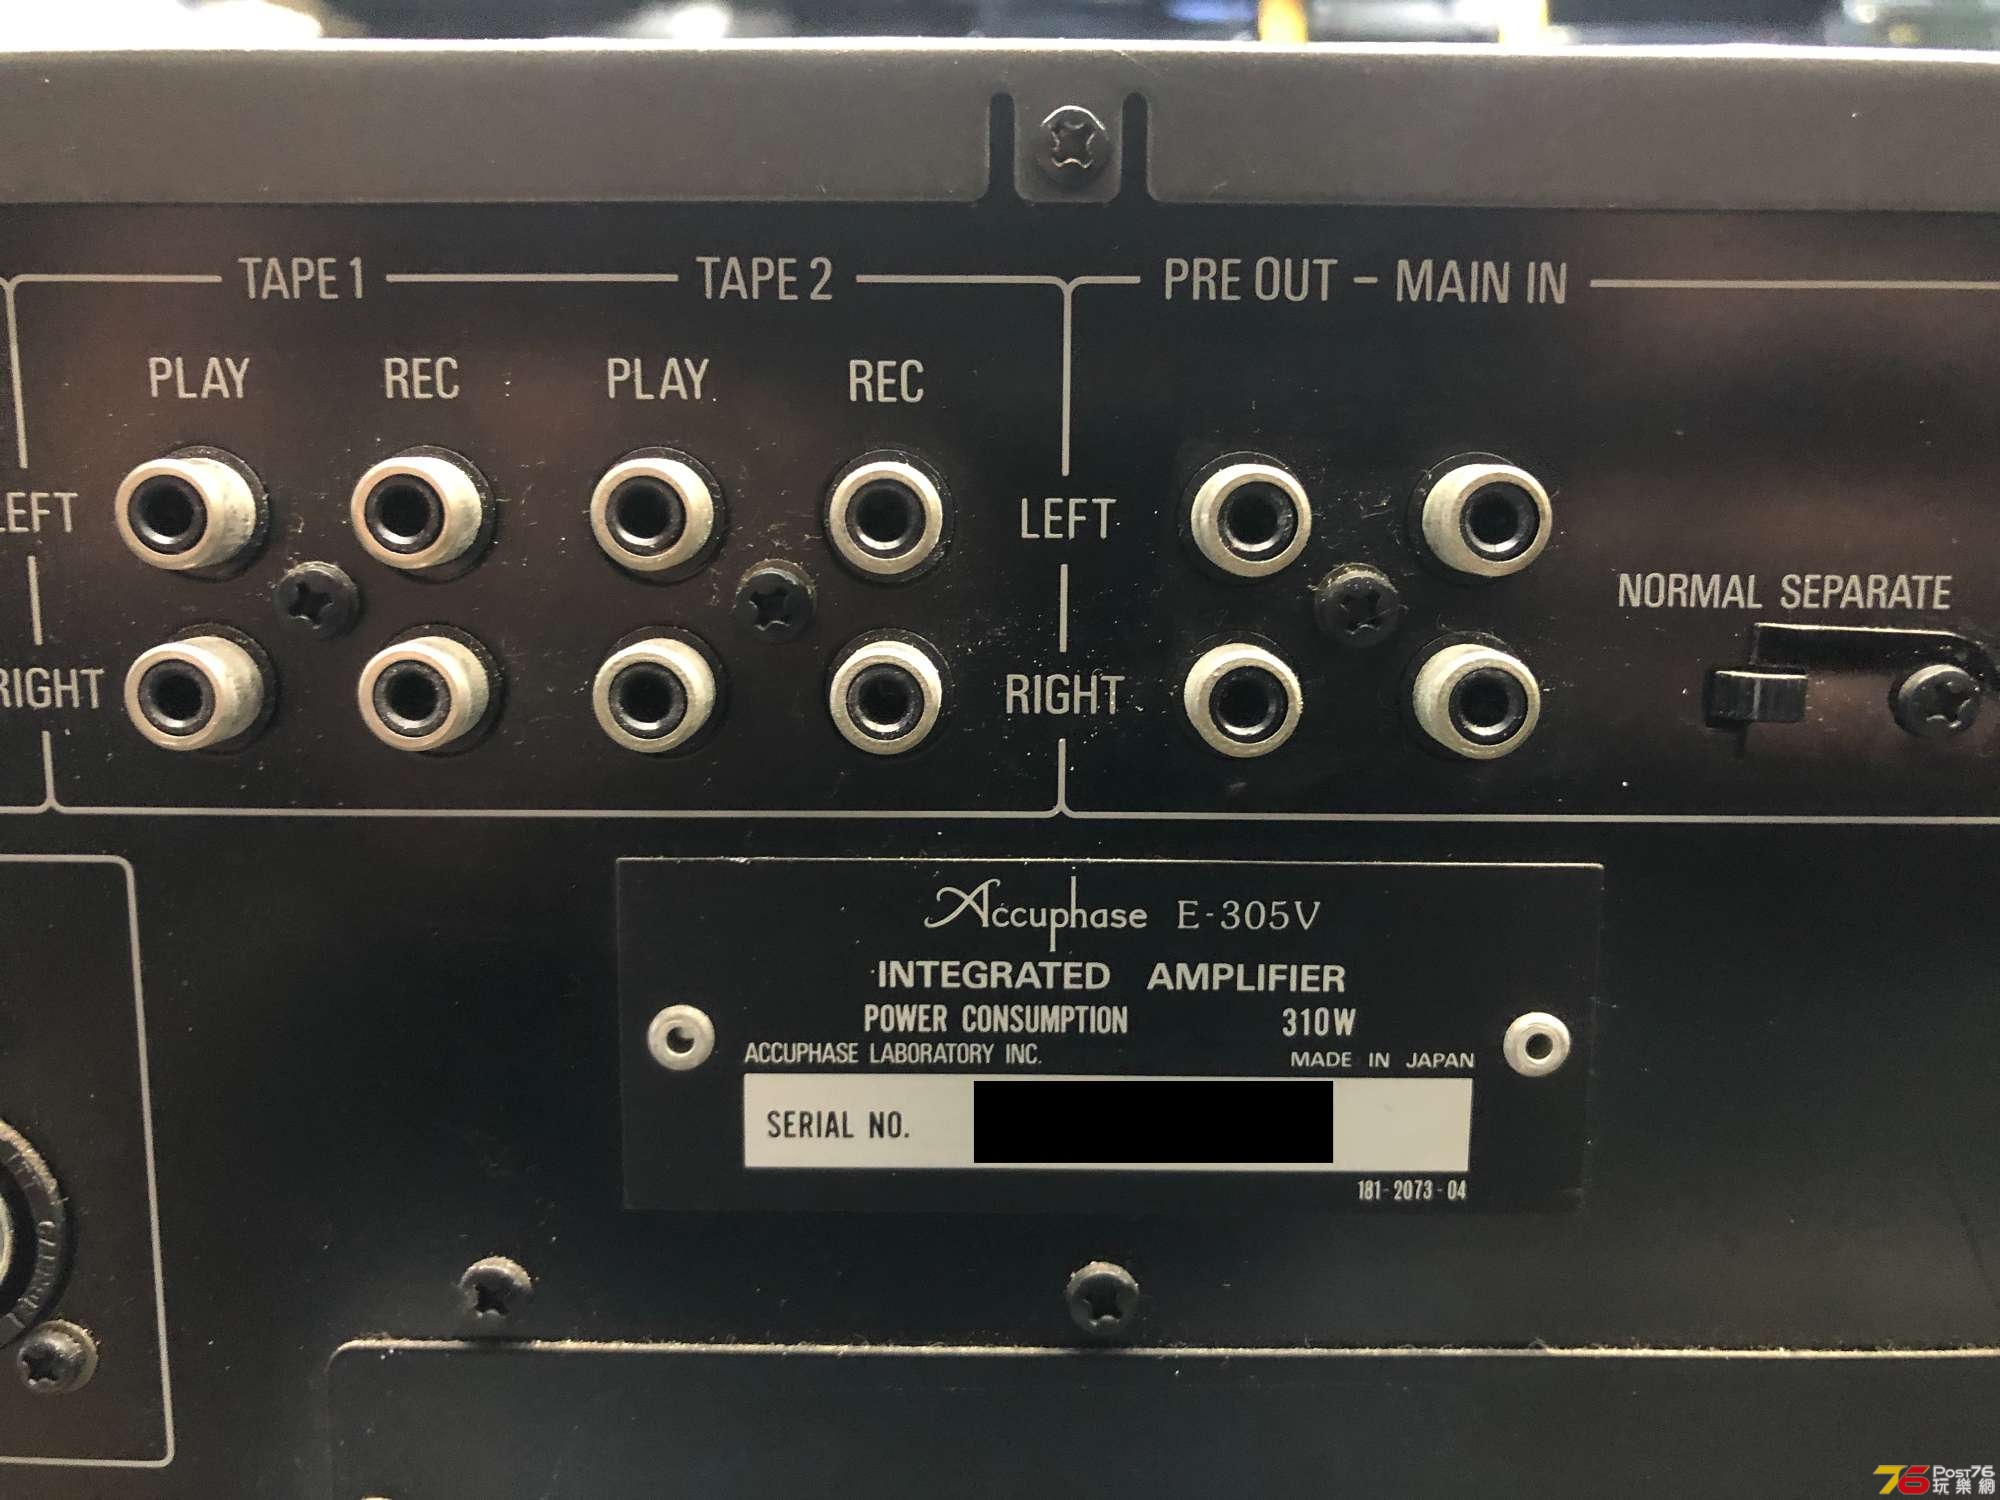 TAPE 1 TAPE 2 PRE OUT - MAIN IN
PLAY REC PLAY REC
LEFT LEFT
NORMAL SEPARATE
RIGHT RIGHT
Accuphase E-305V
INTEGRATED AMPLIFIER
POWER CONSUMPTION 310W
ACCUPHASE LABORATORY INC. MADE IN JAPAN
SERIAL NO.
181-2073-04
76 Post76
玩樂網